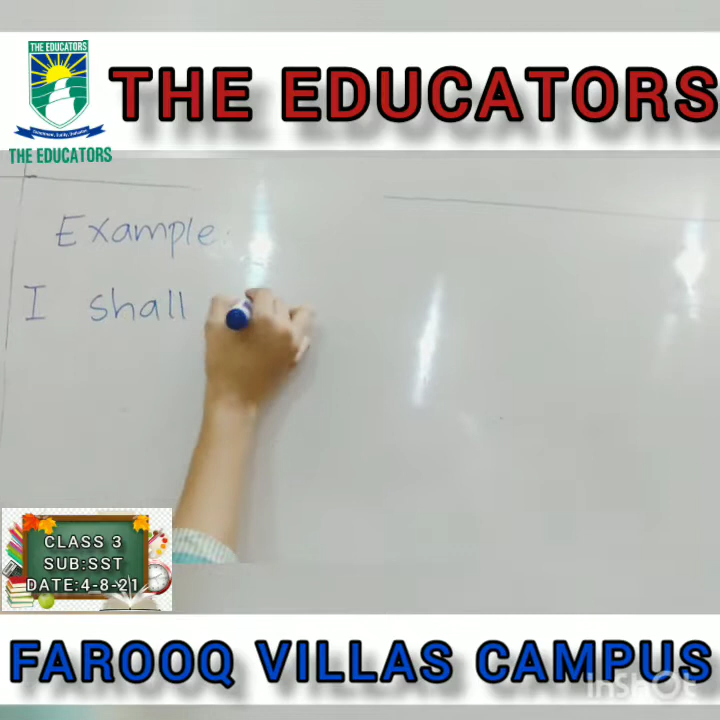 THE EDUCATORS
THE EDUCATORS
THE EDUCATORS
Example:
I shall
CLASS 3
SUB:SST
DATE:4-8-21
FAROOQ VILLAS CAMPUS
InShOt